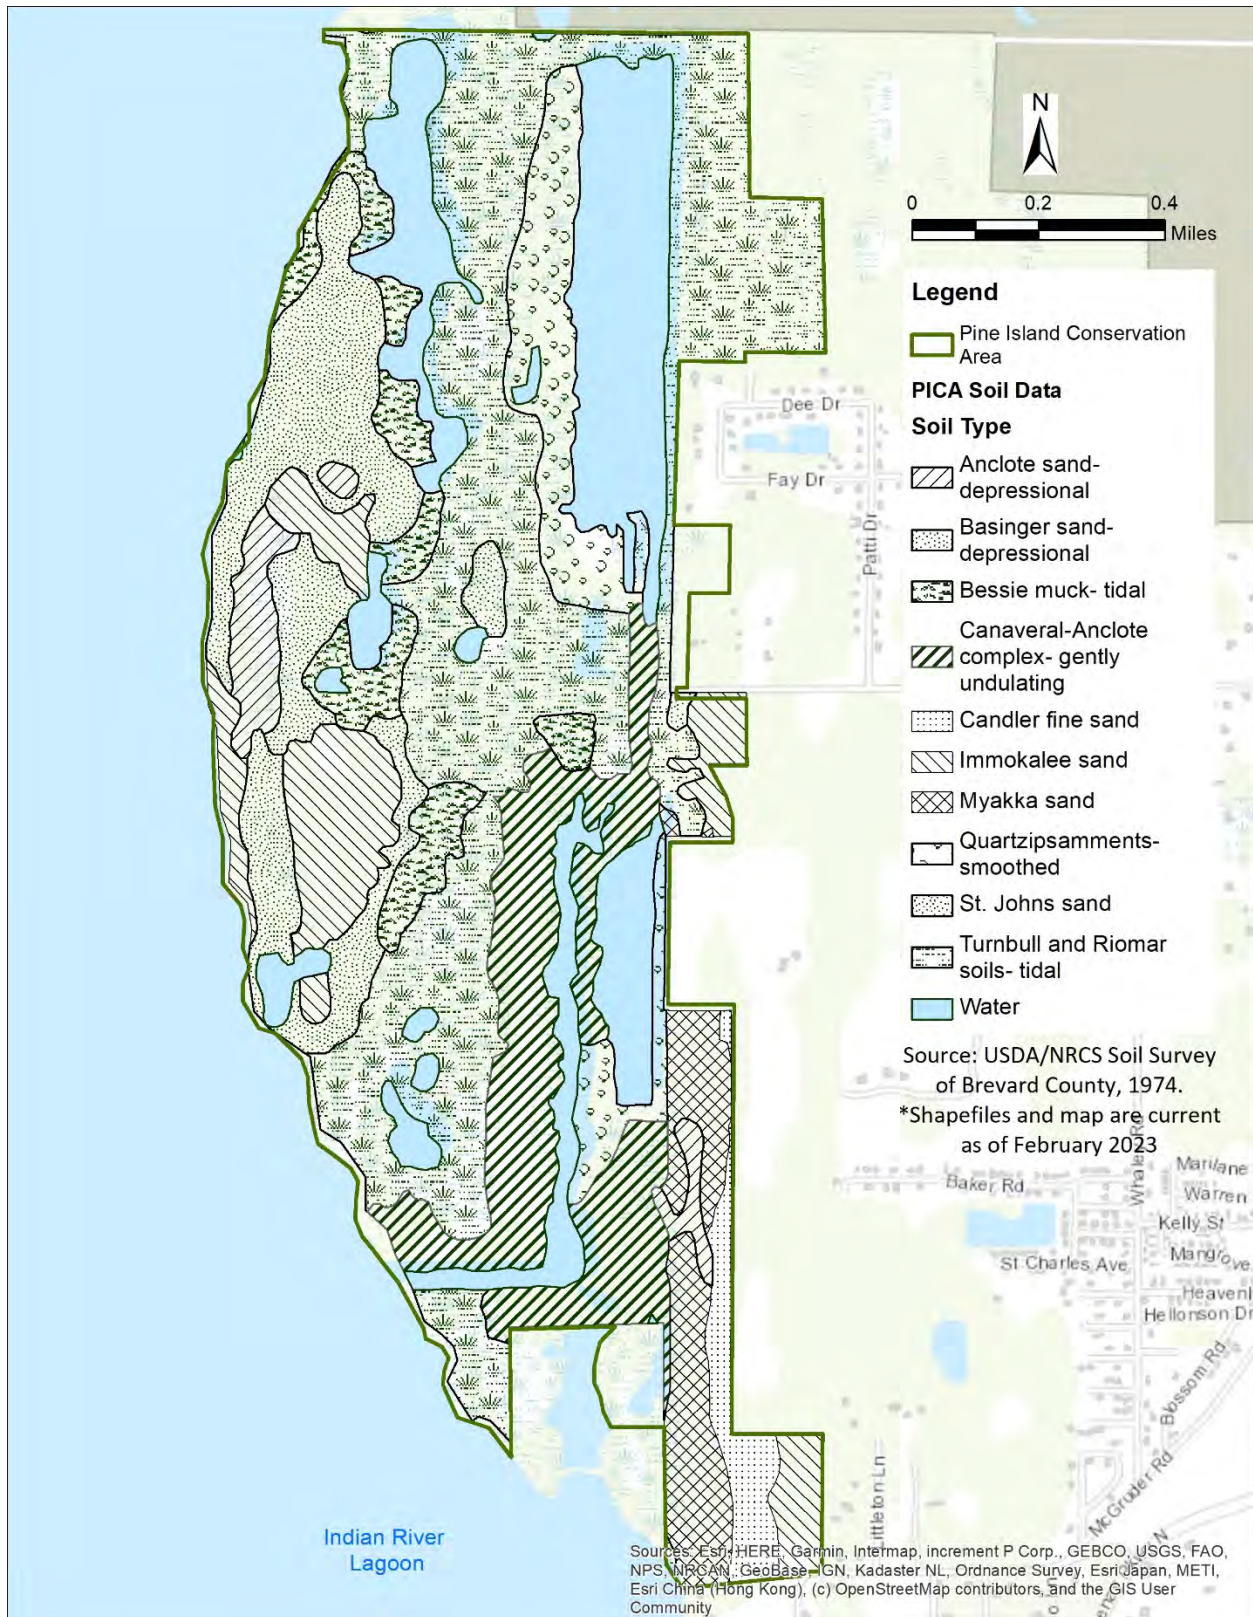 N
0 0.2 0.4
Miles
Legend
Pine Island Conservation
Area
PICA Soil Data
Soil Type
Anclote sand-
depressional
Basinger sand-
depressional
Bessie muck- tidal
Canaveral-Anclote
complex- gently
undulating
Candler fine sand
Immokalee sand
Myakka sand
Quartzipsamments-
smoothed
St. Johns sand
Turnbull and Riomar
soils- tidal
Water
Source: USDA/NRCS Soil Survey
of Brevard County, 1974.
*Shapefiles and map are current
as of February 2023
Dee Dr
Fay Dr
Patti Dr
Whaley Rd
Baker Rd
Marilane
Warren
Kelly St
St Charles Ave
Mangrove
Heavenl
Hellonson Dr
Blossom Rd
McGruder Rd
Littleton Ln
Indian River
Lagoon
Sources: Esri, HERE, Garmin, Intermap, increment P Corp., GEBCO, USGS, FAO,
NPS, NRCAN, GeoBase, IGN, Kadaster NL, Ordnance Survey, Esri Japan, METI,
Esri China (Hong Kong), (c) OpenStreetMap contributors, and the GIS User
Community